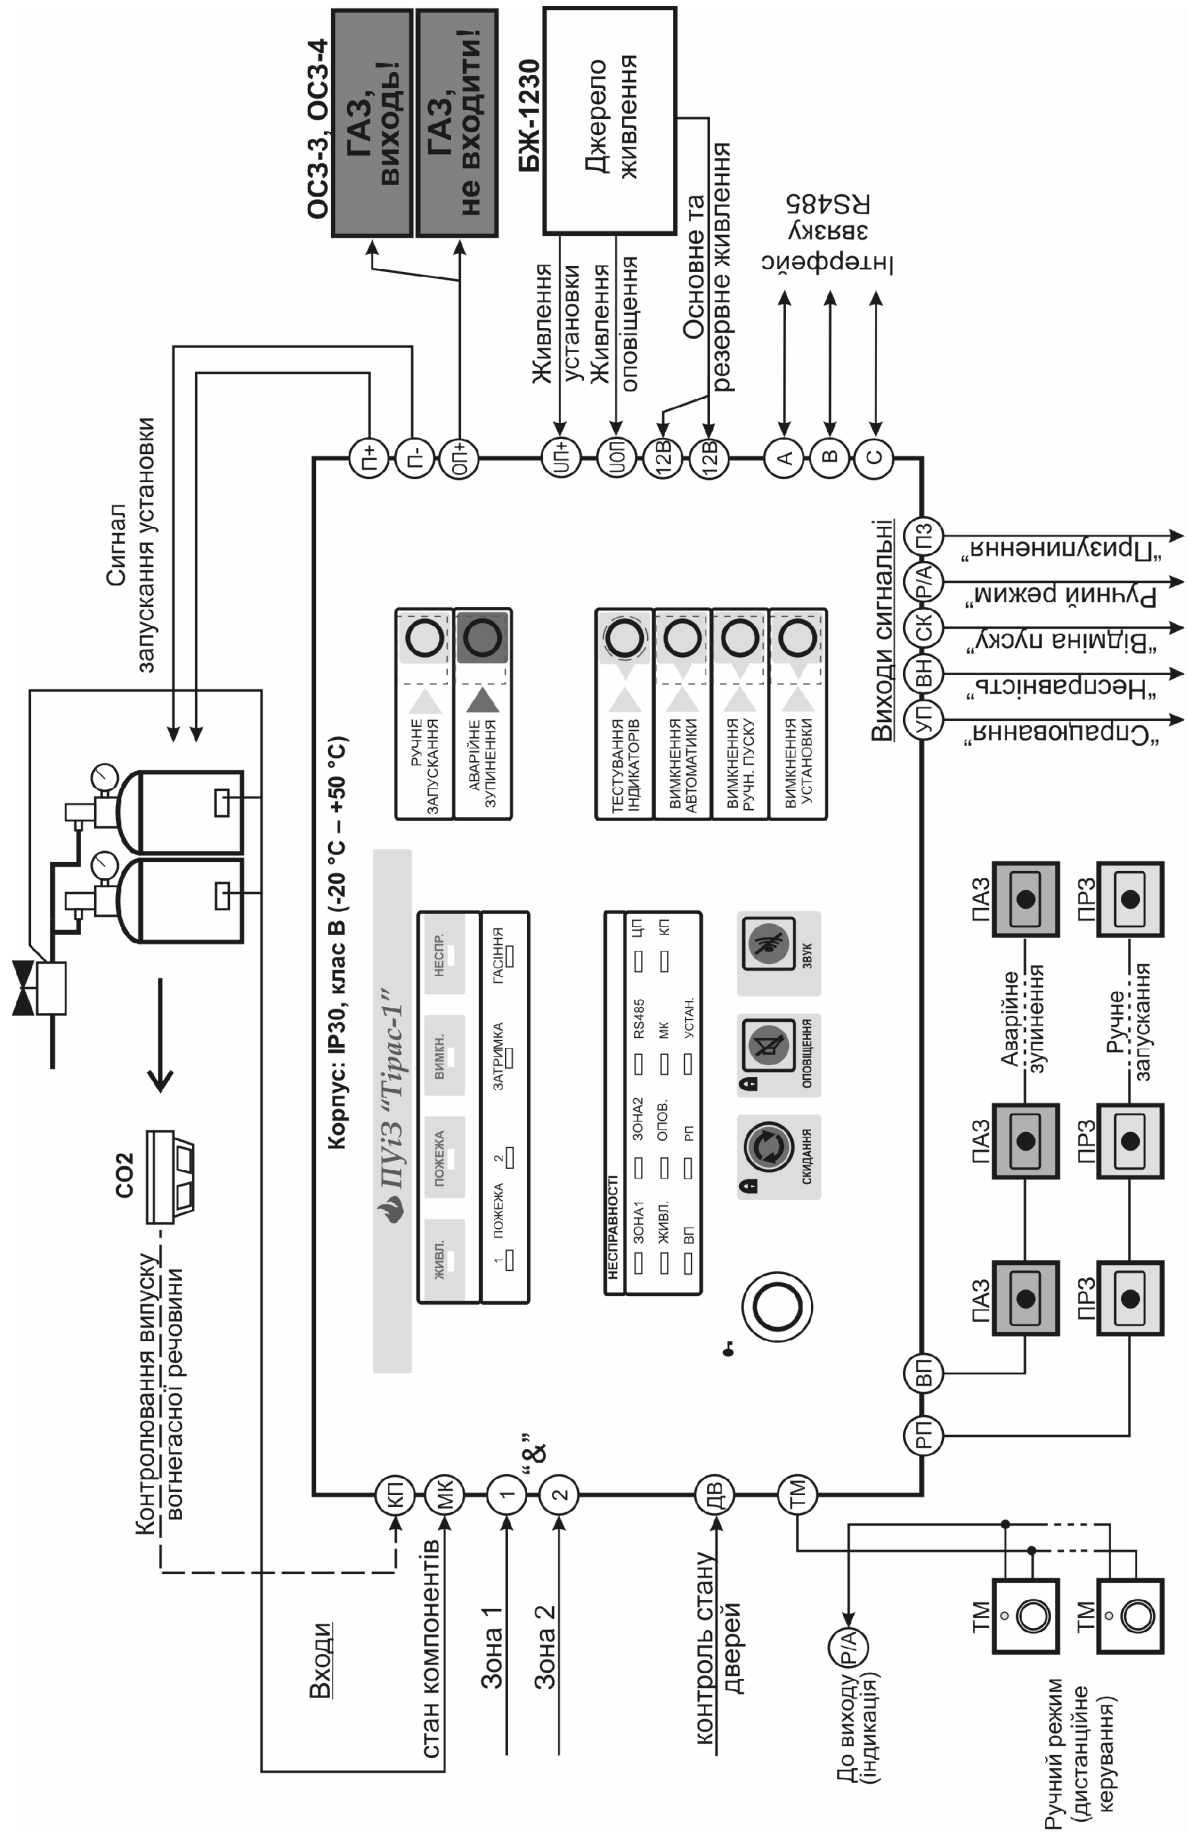 Сигнал
запускання установки
ОСЗ-3, ОСЗ-4
ГАЗ,
виходь!
ГАЗ,
не входити!
БЖ-1230
Джерело
живлення
Живлення
установки
Живлення
оповіщення
Основне та
резервне живлення
Інтерфейс
звязку
RS485
CO2
Контролювання випуску
вогнегасної речовини
П+
П-
ОП+
UП+
UОП
12В
12В
А
В
С
Корпус: IP30, клас В (-20 °С – +50 °С)
ПУіЗ “Тірас-1”
ЖИВЛ.
ПОЖЕЖА
ВИМКН.
НЕСПР.
1 ПОЖЕЖА 2
ЗАТРИМКА
ГАСІННЯ
РУЧНЕ
ЗАПУСКАННЯ
АВАРІЙНЕ
ЗУПИНЕННЯ
НЕСПРАВНОСТІ
ЗОНА1
ЗОНА2
RS485
ЦП
ЖИВЛ.
ОПОВ.
МК
КП
ВП
РП
УСТАН.
ТЕСТУВАННЯ
ІНДИКАТОРІВ
ВИМКНЕННЯ
АВТОМАТИКИ
ВИМКНЕННЯ
РУЧН. ПУСКУ
ВИМКНЕННЯ
УСТАНОВКИ
СКИДАННЯ
ОПОВІЩЕННЯ
ЗВУК
Входи
КП
МК
1
“&”
2
ДВ
ТМ
стан компонентів
Зона 1
Зона 2
контроль стану
дверей
Виходи сигнальні
УП
ВН
СК
Р/А
ПЗ
“Спрацювання”
“Несправність”
“Відміна пуску”
“Ручний режим”
“Призупинення”
РП
ВП
ПАЗ
ПАЗ
Аварійне
зупинення
ПАЗ
ПРЗ
ПРЗ
Ручне
запускання
ПРЗ
До виходу
Р/А
(індикація)
ТМ
ТМ
Ручний режим
(дистанційне
керування)